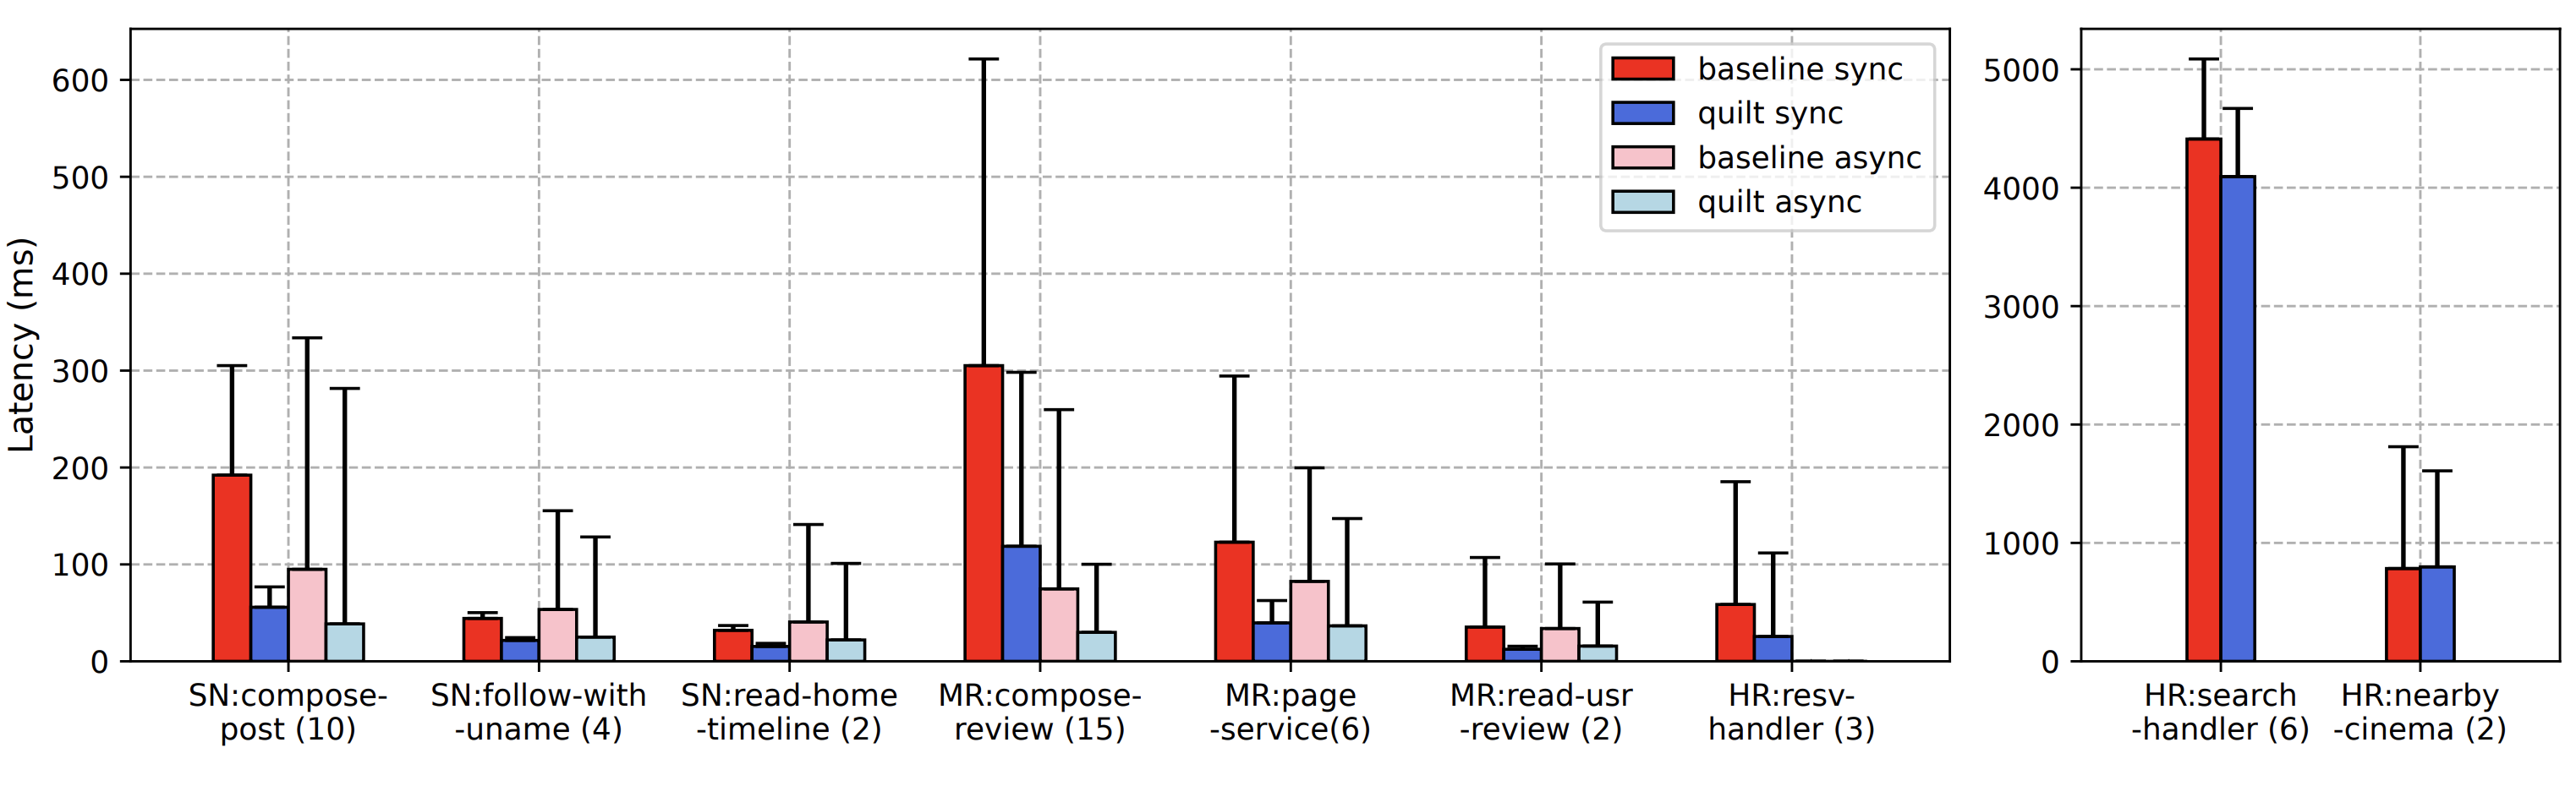 Latency (ms)
600
500
400
300
200
100
0
baseline sync
quilt sync
baseline async
quilt async
SN:compose-
post (10)
SN:follow-with
-uname (4)
SN:read-home
-timeline (2)
MR:compose-
review (15)
MR:page
-service(6)
MR:read-usr
-review (2)
HR:resv-
handler (3)
5000
4000
3000
2000
1000
0
HR:search
-handler (6)
HR:nearby
-cinema (2)